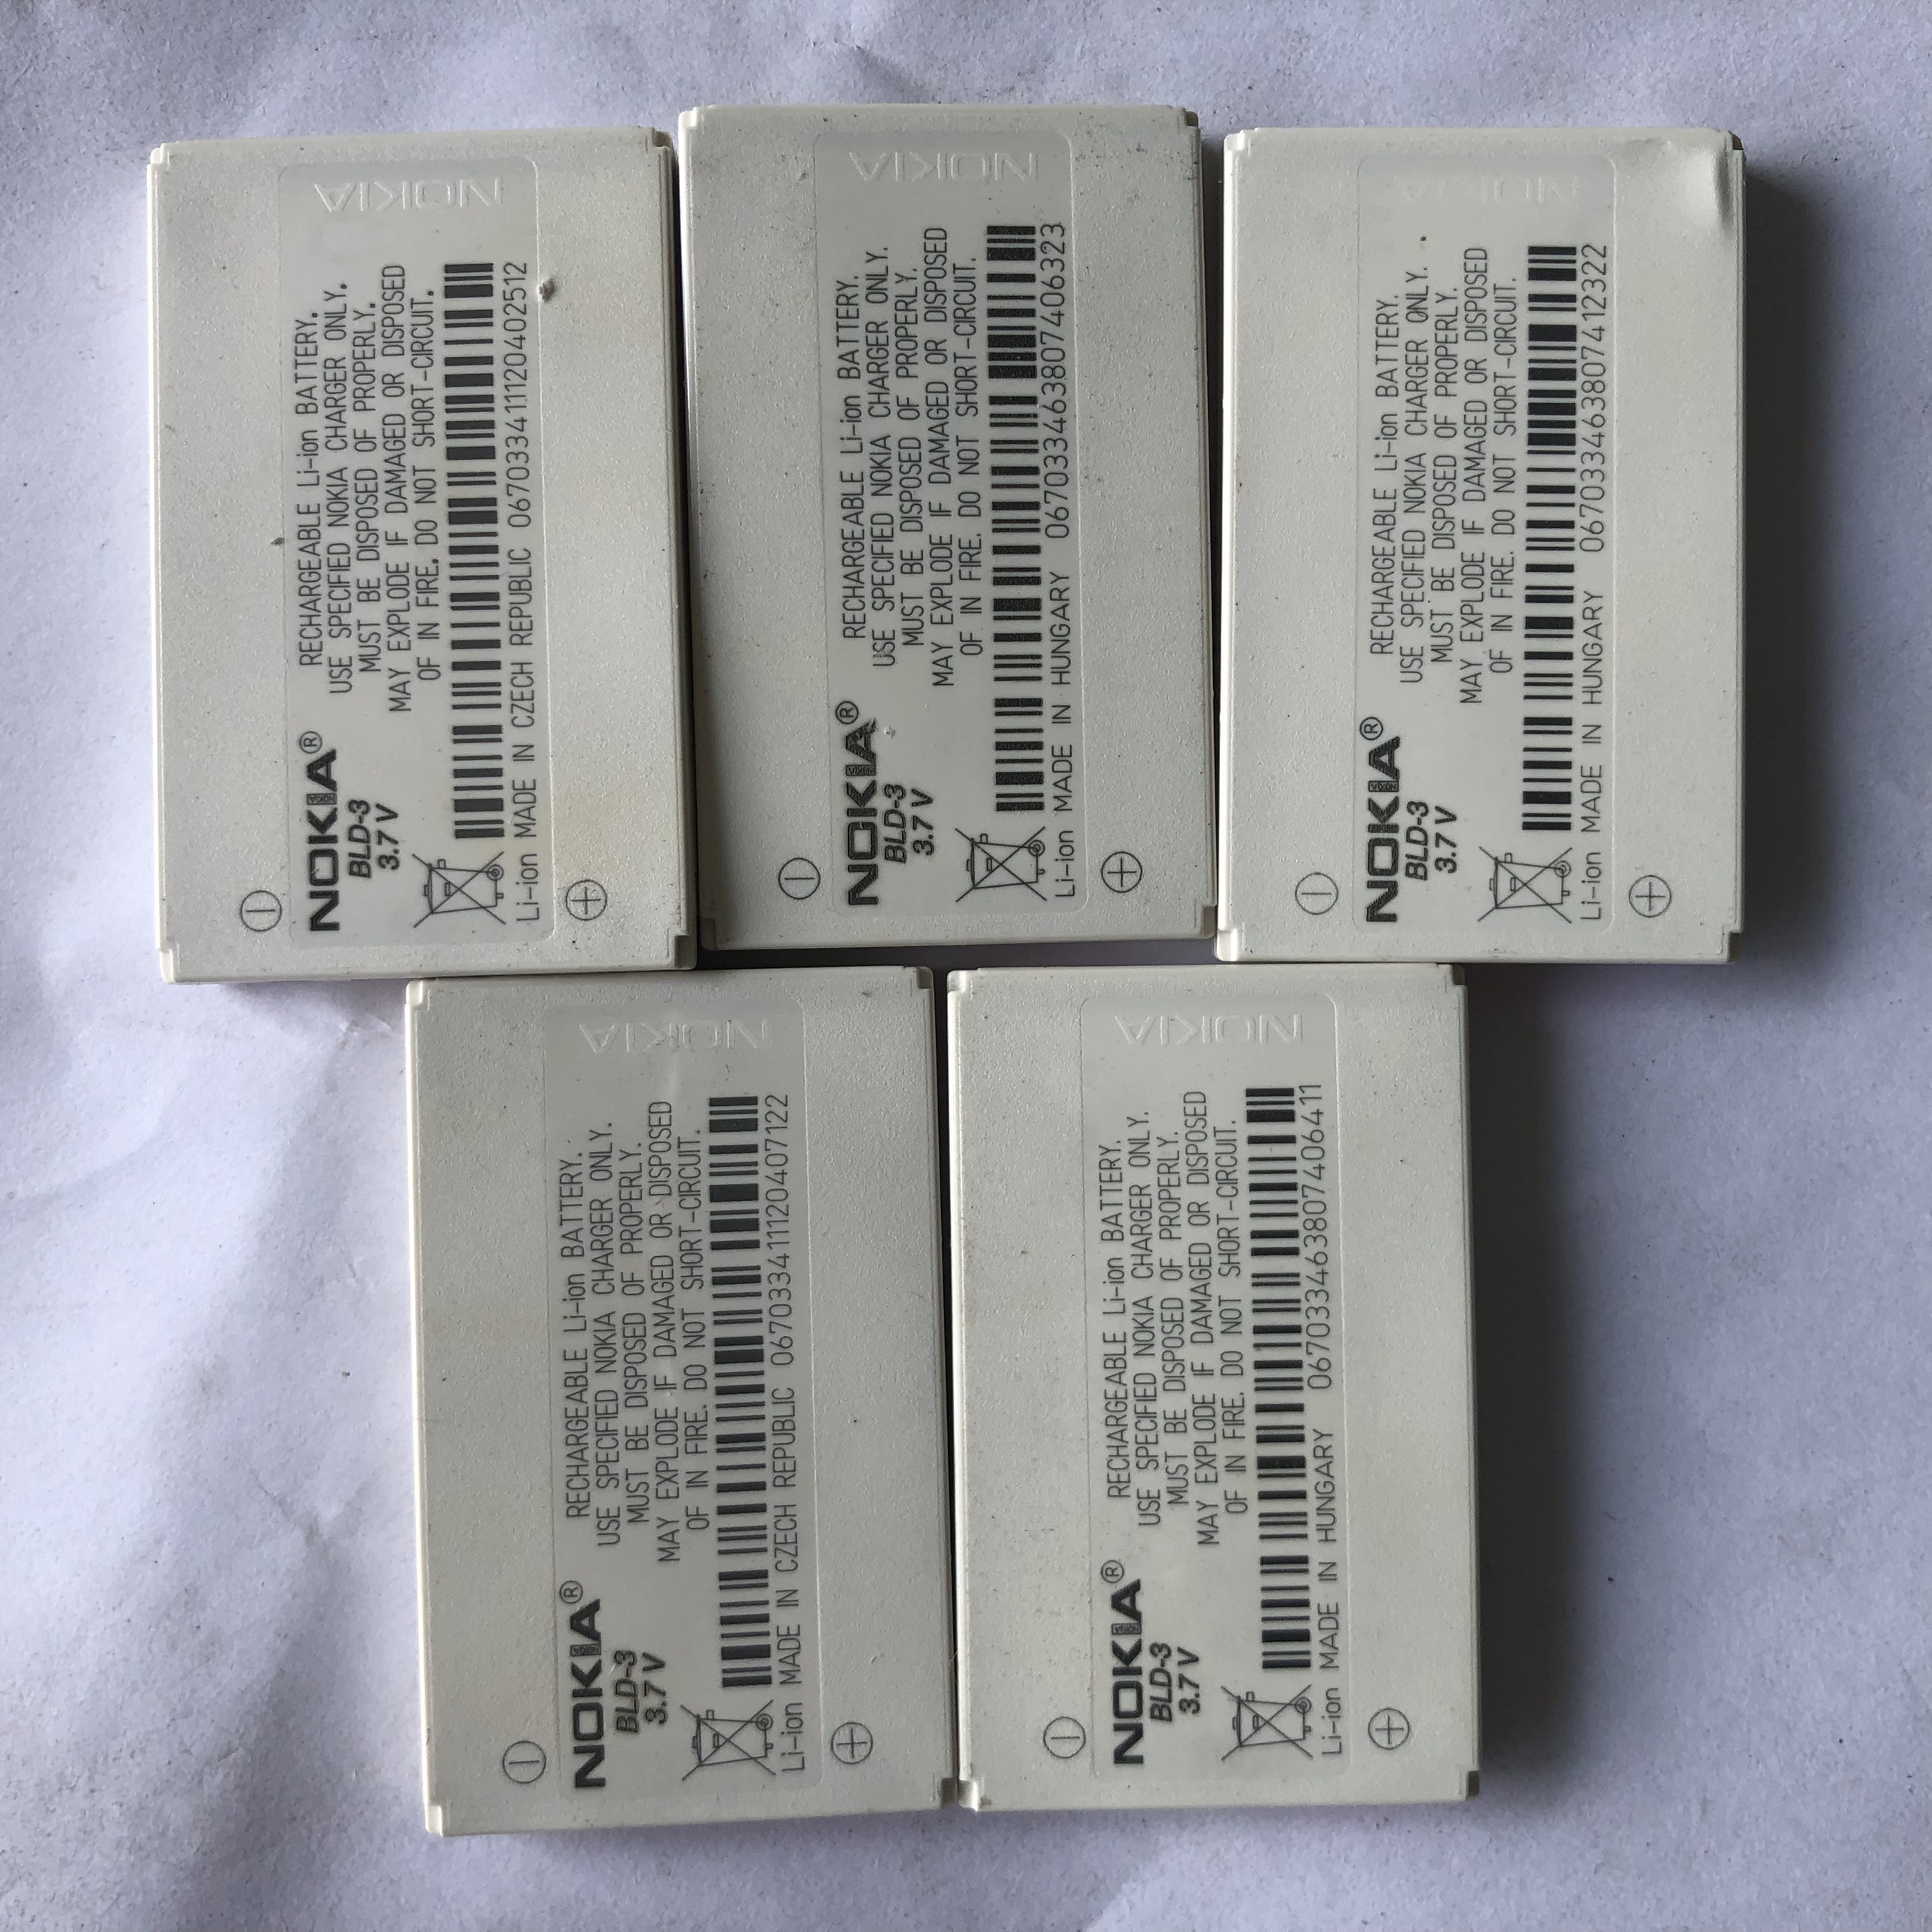 NOKIA
RECHARGEABLE Li-ion BATTERY.
USE SPECIFIED NOKIA CHARGER ONLY.
MUST BE DISPOSED OF PROPERLY.
MAY EXPLODE IF DAMAGED OR DISPOSED
OF IN FIRE. DO NOT SHORT-CIRCUIT.
NOKIA®
BLD-3
3.7 V
Li-ion MADE IN CZECH REPUBLIC 0670334111204025​12
NOKIA
RECHARGEABLE Li-ion BATTERY.
USE SPECIFIED NOKIA CHARGER ONLY.
MUST BE DISPOSED OF PROPERLY.
MAY EXPLODE IF DAMAGED OR DISPOSED
OF IN FIRE. DO NOT SHORT-CIRCUIT.
NOKIA®
BLD-3
3.7 V
Li-ion MADE IN HUNGARY 067033463807406323
NOKIA
RECHARGEABLE Li-ion BATTERY.
USE SPECIFIED NOKIA CHARGER ONLY.
MUST BE DISPOSED OF PROPERLY.
MAY EXPLODE IF DAMAGED OR DISPOSED
OF IN FIRE. DO NOT SHORT-CIRCUIT.
NOKIA®
BLD-3
3.7 V
Li-ion MADE IN HUNGARY 067033463807412322
NOKIA
RECHARGEABLE Li-ion BATTERY.
USE SPECIFIED NOKIA CHARGER ONLY.
MUST BE DISPOSED OF PROPERLY.
MAY EXPLODE IF DAMAGED OR DISPOSED
OF IN FIRE. DO NOT SHORT-CIRCUIT.
NOKIA®
BLD-3
3.7 V
Li-ion MADE IN CZECH REPUBLIC 067033411120407122
NOKIA
RECHARGEABLE Li-ion BATTERY.
USE SPECIFIED NOKIA CHARGER ONLY.
MUST BE DISPOSED OF PROPERLY.
MAY EXPLODE IF DAMAGED OR DISPOSED
OF IN FIRE. DO NOT SHORT-CIRCUIT.
NOKIA®
BLD-3
3.7 V
Li-ion MADE IN HUNGARY 067033463807406411